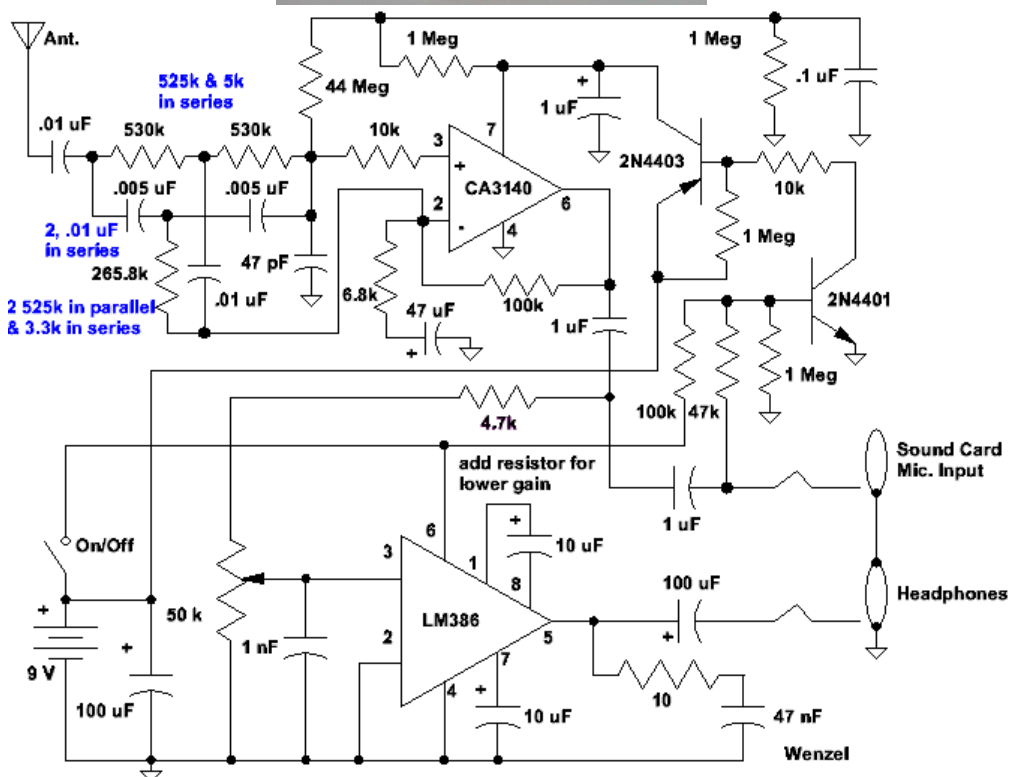 Ant.
1 Meg
1 Meg
44 Meg
.1 uF
525k & 5k
in series
1 uF
+
.01 uF
530k
530k
10k
3
7
+
CA3140
2N4403
10k
.005 uF
.005 uF
2
-
6
4
1 Meg
2, .01 uF
in series
265.8k
47 pF
.01 uF
6.8k
100k
2N4401
2 525k in parallel
& 3.3k in series
47 uF
+
1 uF
1 Meg
4.7k
100k
47k
add resistor for
lower gain
Sound Card
Mic. Input
1 uF
On/Off
6
+
10 uF
3
1
8
100 uF
+
Headphones
+
9 V
+
100 uF
50 k
1 nF
2
LM386
5
7
4
+
10 uF
10
47 nF
Wenzel